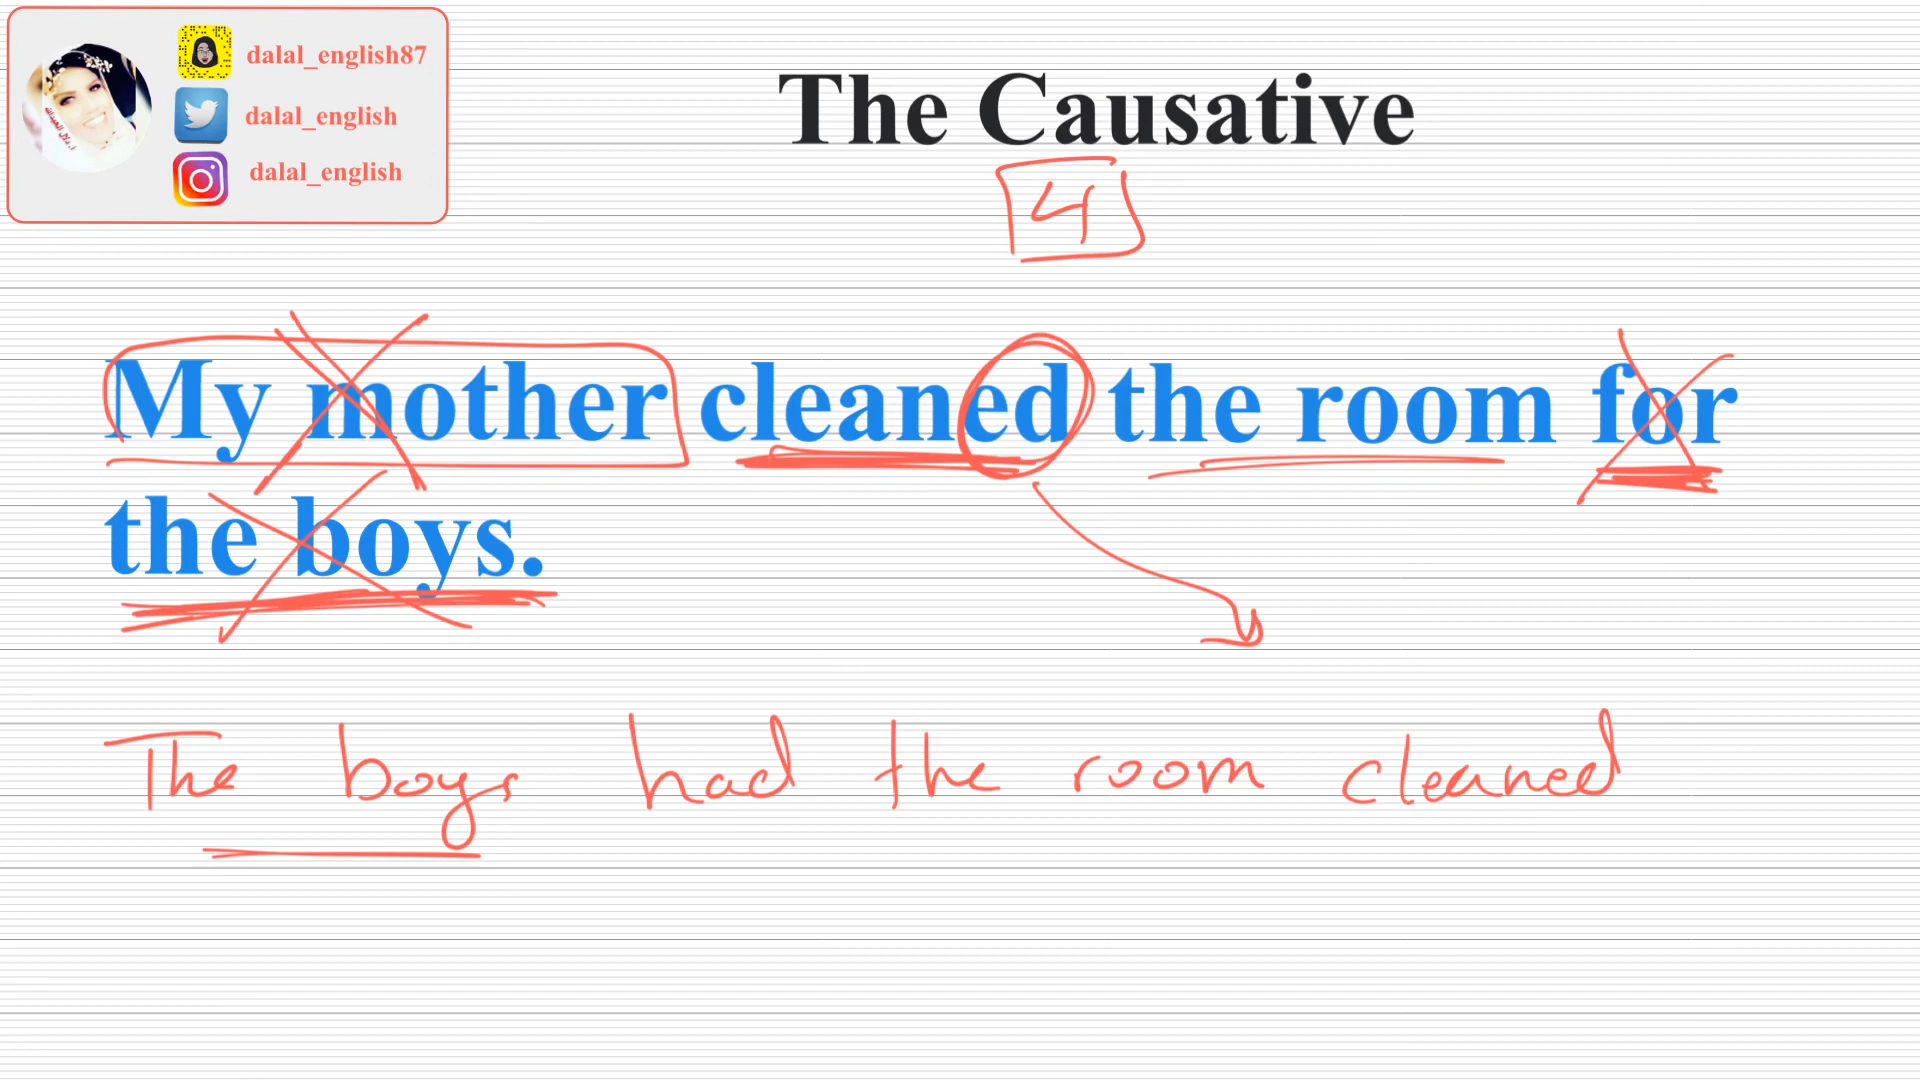 dalal_english87
dalal_english
dalal_english
The Causative
4
My mother cleaned the room for
the boys.
The boys had the room cleaned